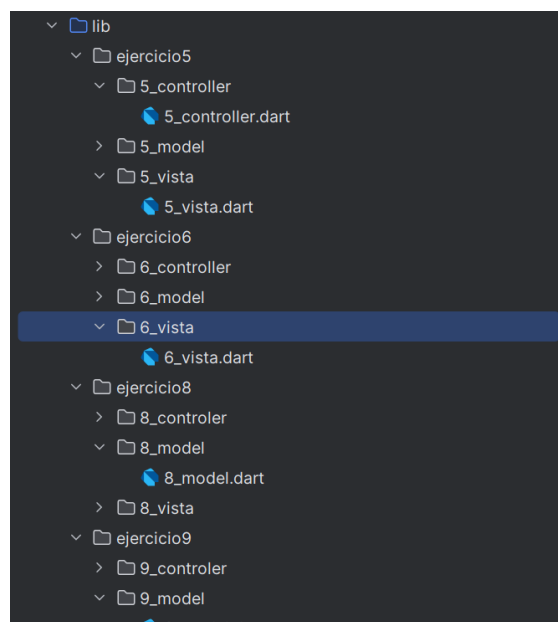 lib
ejercicio5
5_controller
5_controller.dart
5_model
5_vista
5_vista.dart
ejercicio6
6_controller
6_model
6_vista
6_vista.dart
ejercicio8
8_controler
8_model
8_model.dart
8_vista
ejercicio9
9_controler
9_model